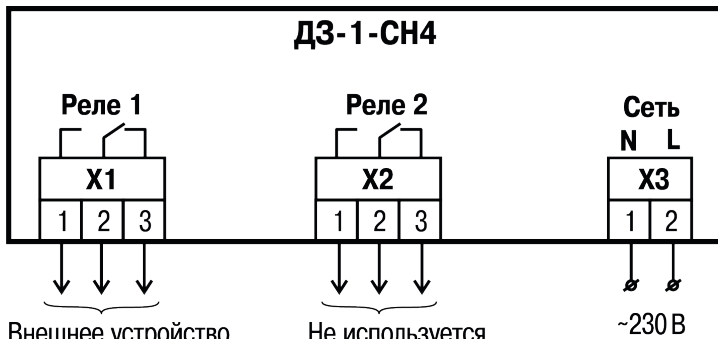 ДЗ-1-СН4
Реле 1 Реле 2 Сеть
N L
X1 X2 X3
1 2 3 1 2 3 1 2
Внешнее устройство Не используется ~230 В